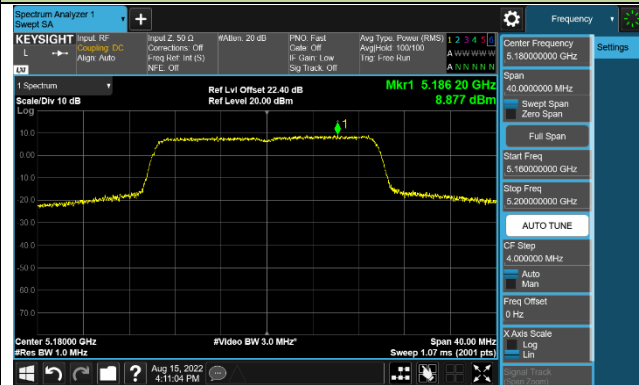 Spectrum Analyzer 1
Swept SA
Frequency
KEYSIGHT
Input: RF
Coupling: DC
Align: Auto
Input Z: 50 Ω
Corrections: Off
Freq Ref: Int (S)
NFE: Off
#Atten: 20 dB
PNO: Fast
Gate: Off
IF Gain: Low
Sig Track: Off
Avg Type: Power (RMS)
Avg|Hold: 100/100
Trig: Free Run
1 2 3 4 5 6
A W W W W W
A N N N N N
L
LXI
1 Spectrum
Scale/Div 10 dB
Log
Ref Lvl Offset 22.40 dB
Ref Level 20.00 dBm
Mkr1 5.186 20 GHz
8.877 dBm
1
10.0
0.00
-10.0
-20.0
-30.0
-40.0
-50.0
-60.0
-70.0
Center 5.18000 GHz
#Res BW 1.0 MHz
#Video BW 3.0 MHz*
Span 40.00 MHz
Sweep 1.07 ms (2001 pts)
Aug 15, 2022
4:11:04 PM
Center Frequency
5.180000000 GHz
Settings
Span
40.0000000 MHz
Swept Span
Zero Span
Full Span
Start Freq
5.160000000 GHz
Stop Freq
5.200000000 GHz
AUTO TUNE
CF Step
4.000000 MHz
Auto
Man
Freq Offset
0 Hz
X Axis Scale
Log
Lin
Signal Track
(Span Zoom)